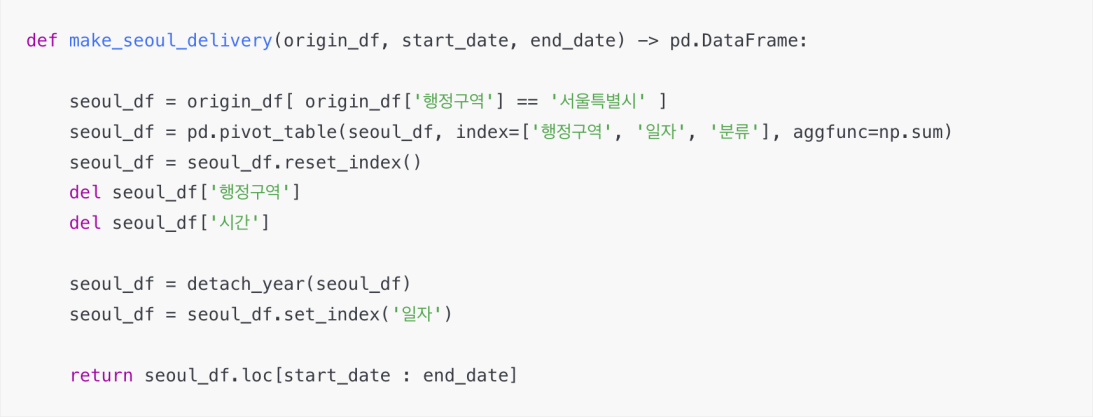 def make_seoul_delivery(origin_df, start_date, end_date) -> pd.DataFrame:
seoul_df = origin_df[ origin_df['행정구역'] == '서울특별시' ]
seoul_df = pd.pivot_table(seoul_df, index=['행정구역', '일자', '분류'], aggfunc=np.sum)
seoul_df = seoul_df.reset_index()
del seoul_df['행정구역']
del seoul_df['시간']
seoul_df = detach_year(seoul_df)
seoul_df = seoul_df.set_index('일자')
return seoul_df.loc[start_date : end_date]